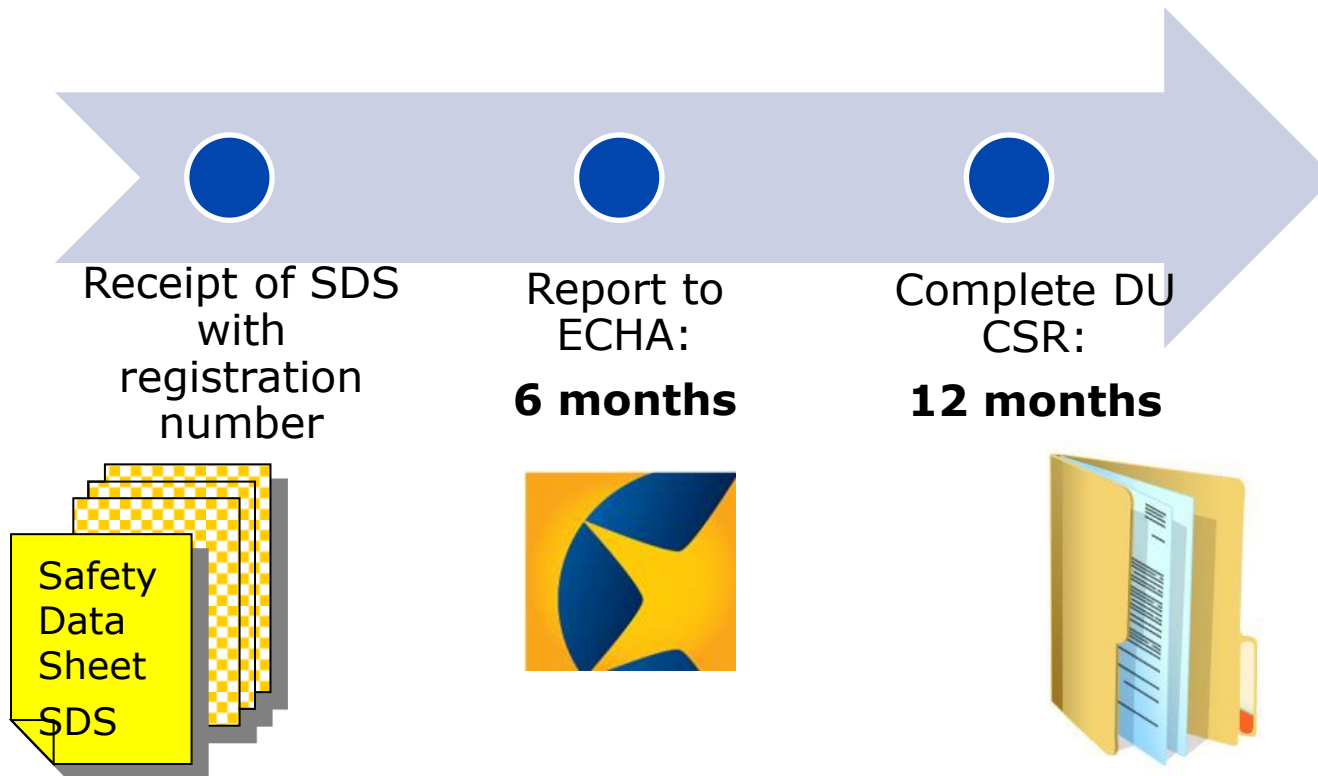 Receipt of SDS
with
registration
number
Report to
ECHA:
6 months
Complete DU
CSR:
12 months
Safety
Data
Sheet
SDS